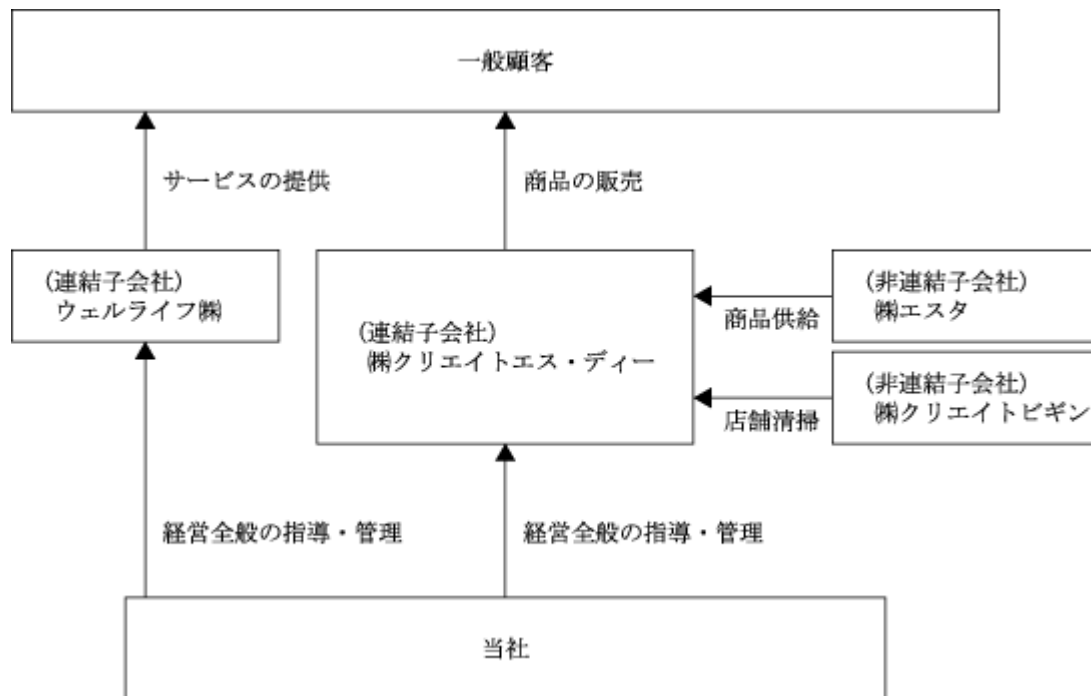 一般顧客
サービスの提供
商品の販売
(連結子会社)
ウェルライフ㈱
(連結子会社)
㈱クリエイトエス・ディー
(非連結子会社)
㈱エスタ
商品供給
(非連結子会社)
㈱クリエイトビギン
店舗清掃
経営全般の指導・管理
経営全般の指導・管理
当社